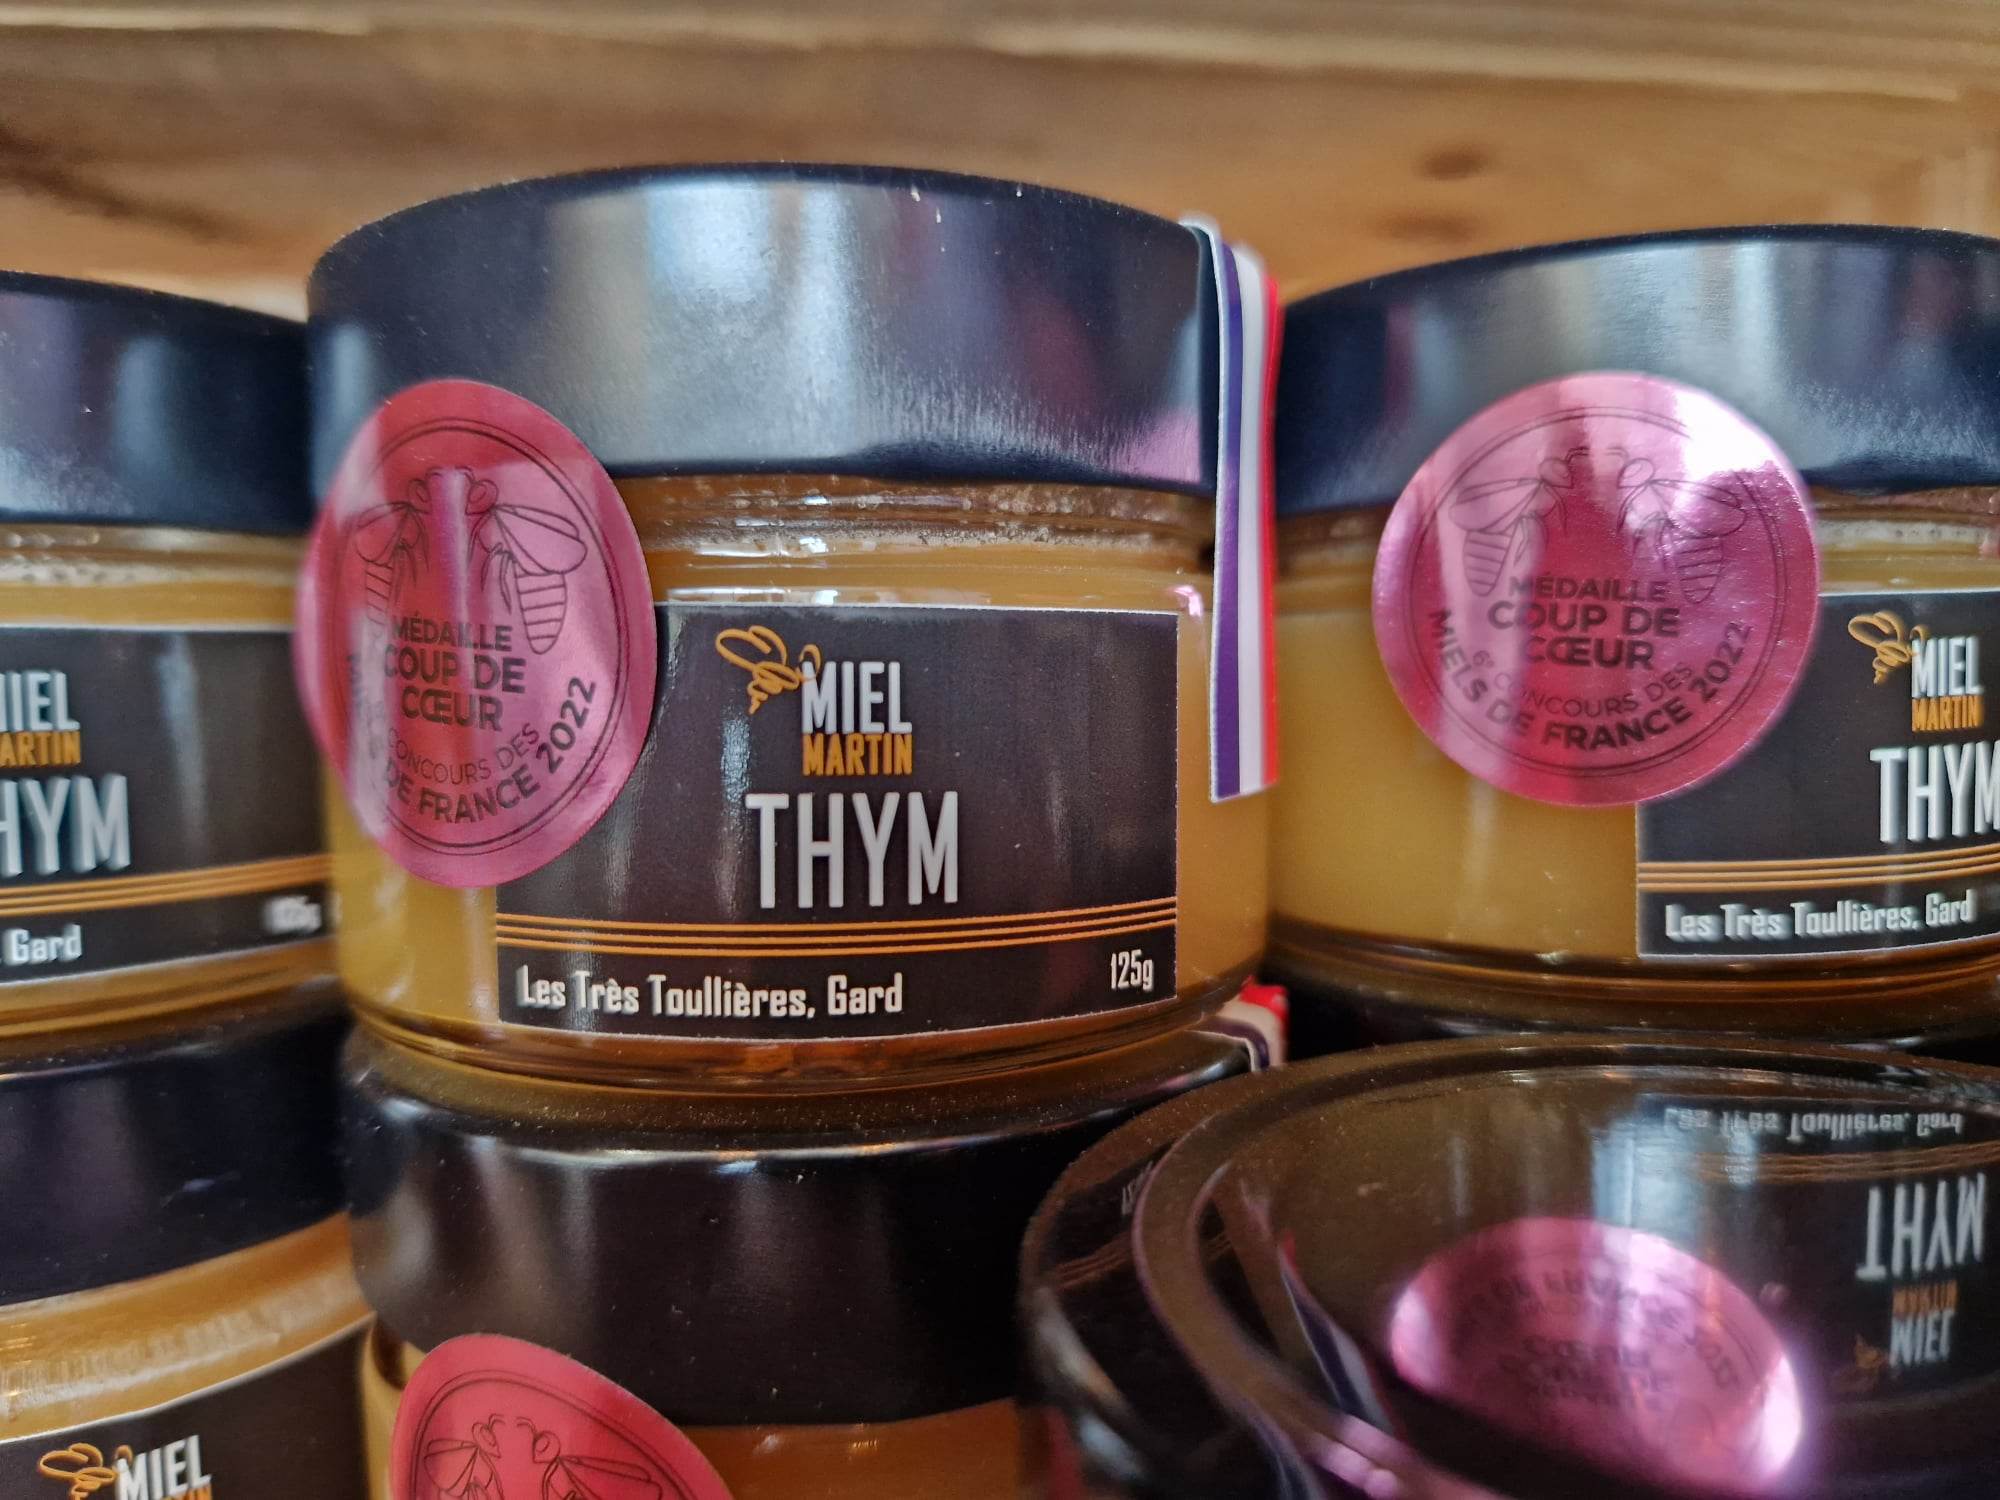 MÉDAILLE
COUP DE
CŒUR
CONCOURS DES
DE FRANCE 2022
MIEL
MARTIN
THYM
Les Très Toullières, Gard
125g
MÉDAILLE
COUP DE
CŒUR
6e CONCOURS DES
MIELS DE FRANCE 2022
MIEL
MARTIN
THYM
Les Très Toullières, Gard
MIEL
MARTIN
THYM
125g
Gard
MIEL